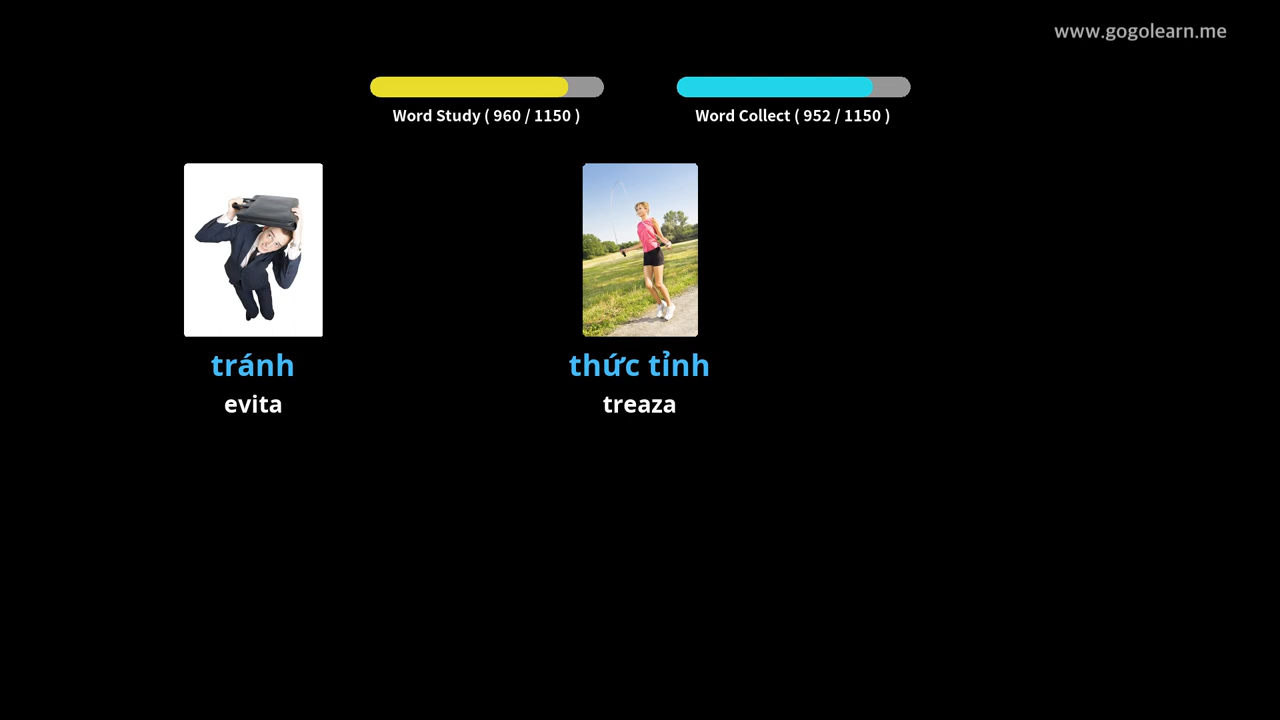 www.gogolearn.me
Word Study ( 960 / 1150 )
Word Collect ( 952 / 1150 )
tránh
evita
thức tỉnh
treaza